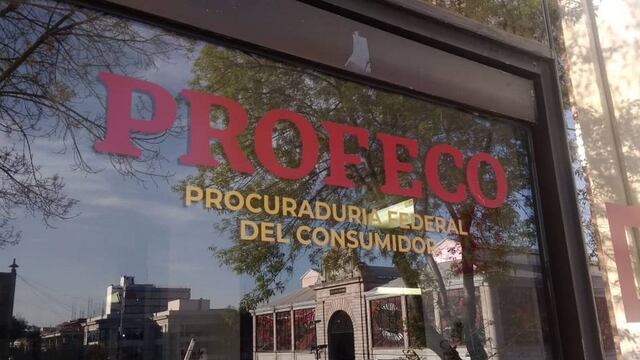 PROFECO
PROCURADURIA FEDERAL
DEL CONSUMIDOR